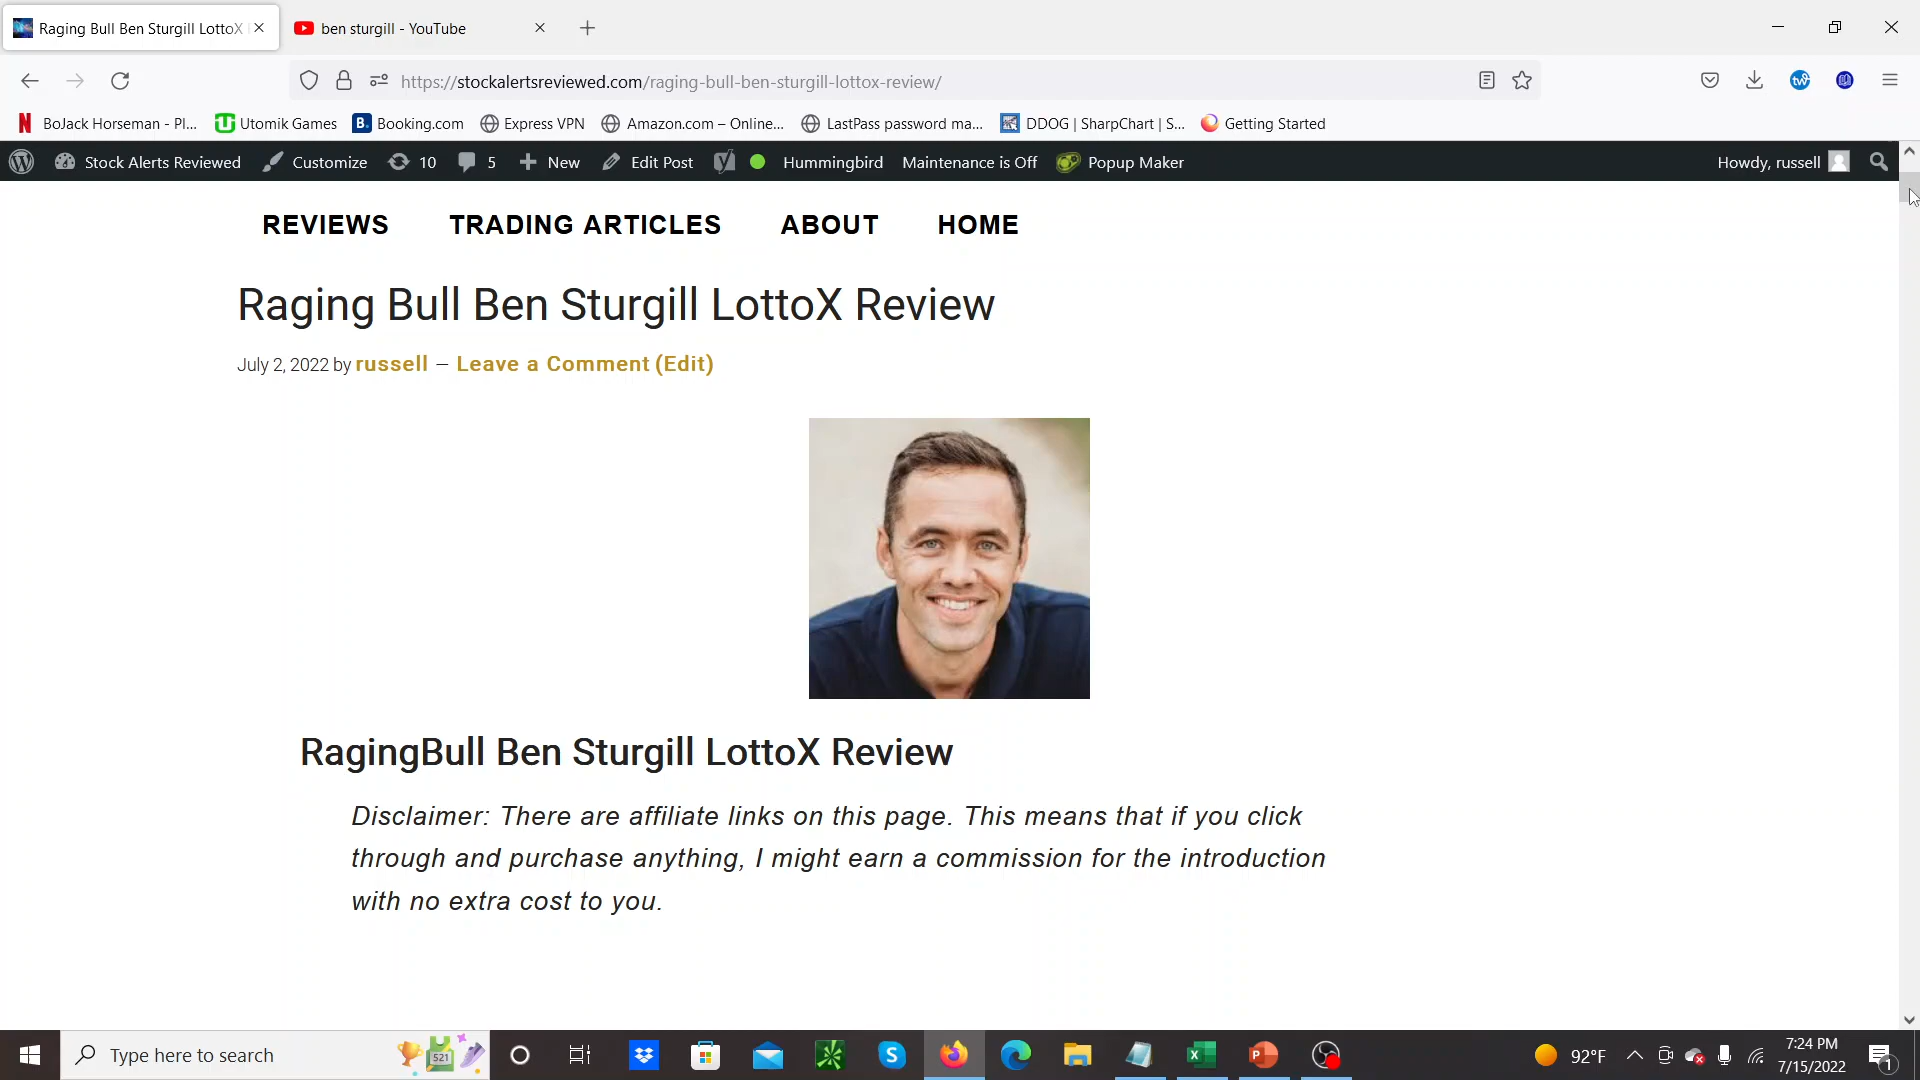 Raging Bull Ben Sturgill LottoX
ben sturgill - YouTube
https://stockalertsreviewed.com/raging-bull-ben-sturgill-lottox-review/
BoJack Horseman - Pl...
Utomik Games
B.
Booking.com
Express VPN
Amazon.com – Online...
LastPass password ma...
DDOG | SharpChart | S...
Getting Started
Stock Alerts Reviewed
Customize
10
5
New
Edit Post
Hummingbird
Maintenance is Off
Popup Maker
Howdy, russell
REVIEWS TRADING ARTICLES ABOUT HOME
Raging Bull Ben Sturgill LottoX Review
July 2, 2022 by russell — Leave a Comment (Edit)
RagingBull Ben Sturgill LottoX Review
Disclaimer: There are affiliate links on this page. This means that if you click
through and purchase anything, I might earn a commission for the introduction
with no extra cost to you.
Type here to search
521
92°F
7:24 PM
7/15/2022
1